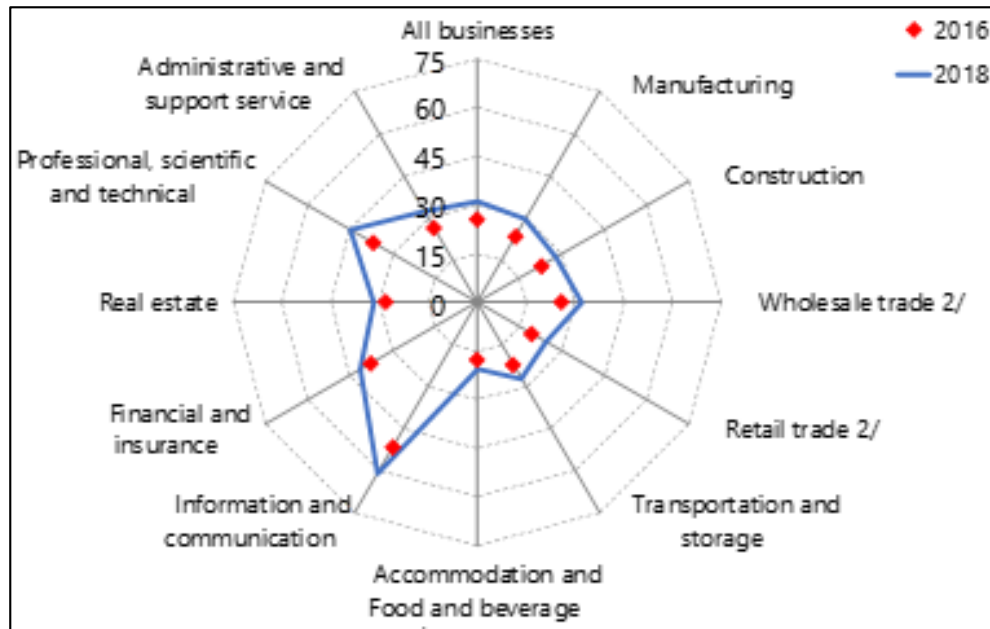 All businesses
2016
2018
75
60
45
30
15
0
Manufacturing
Construction
Wholesale trade 2/
Retail trade 2/
Transportation and
storage
Accommodation and
Food and beverage
Information and
communication
Financial and
insurance
Real estate
Professional, scientific
and technical
Administrative and
support service